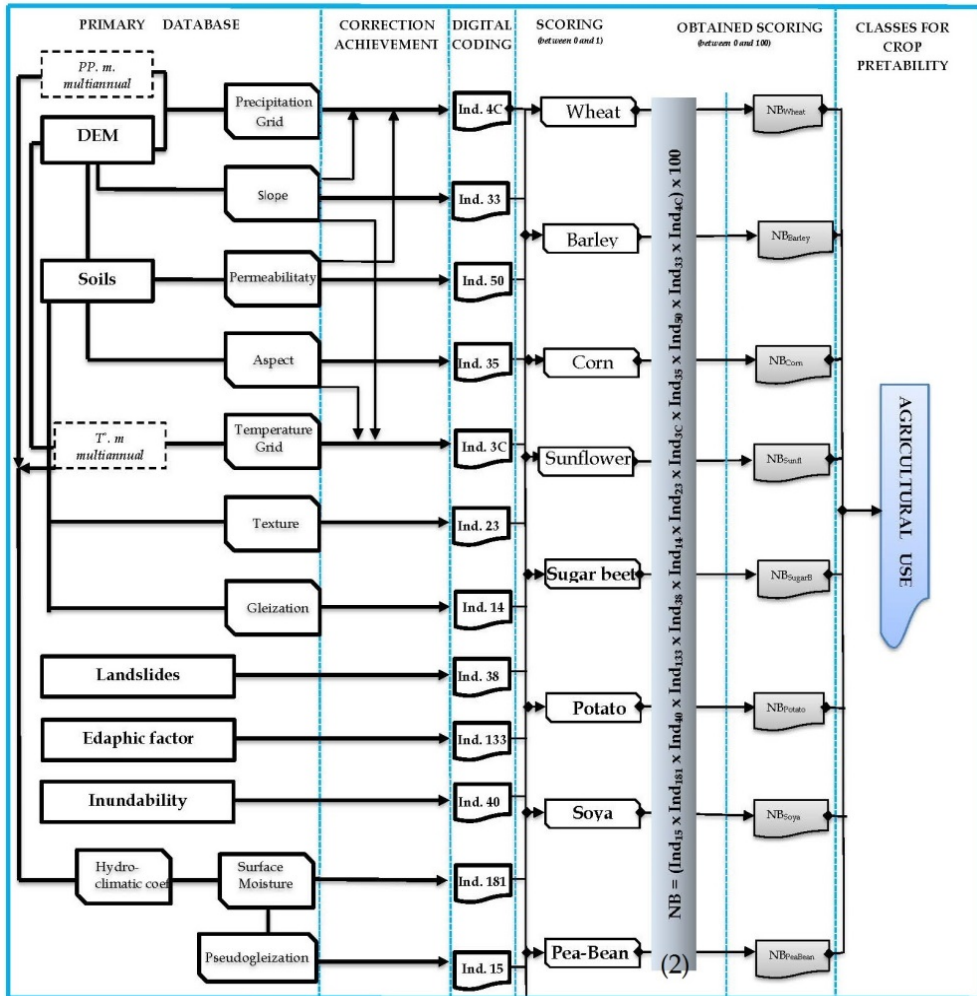 PRIMARY DATABASE
CORRECTION
ACHIEVEMENT
DIGITAL
CODING
SCORING
(between 0 and 1)
OBTAINED SCORING
(between 0 and 100)
CLASSES FOR
CROP
PRETABILITY
PP. m.
multiannual
DEM
Soils
T°. m
multiannual
Landslides
Edaphic factor
Inundability
Hydro-
climatic coef
Precipitation
Grid
Slope
Permeabilitaty
Aspect
Temperature
Grid
Texture
Gleization
Surface
Moisture
Pseudogleization
Ind. 4C
Ind. 33
Ind. 50
Ind. 35
Ind. 3C
Ind. 23
Ind. 14
Ind. 38
Ind. 133
Ind. 40
Ind. 181
Ind. 15
Wheat
Barley
Corn
Sunflower
Sugar beet
Potato
Soya
Pea-Bean
NB = (Ind15 x Ind181 x Ind40 x Ind133 x Ind38 x Ind14 x Ind23 x Ind3C x Ind35 x Ind50 x Ind33 x Ind4C) x 100
(2)
NBWheat
NBBarley
NBCorn
NBSunfl
NBSugarB
NBPotato
NBSoya
NBPeaBean
AGRICULTURAL USE